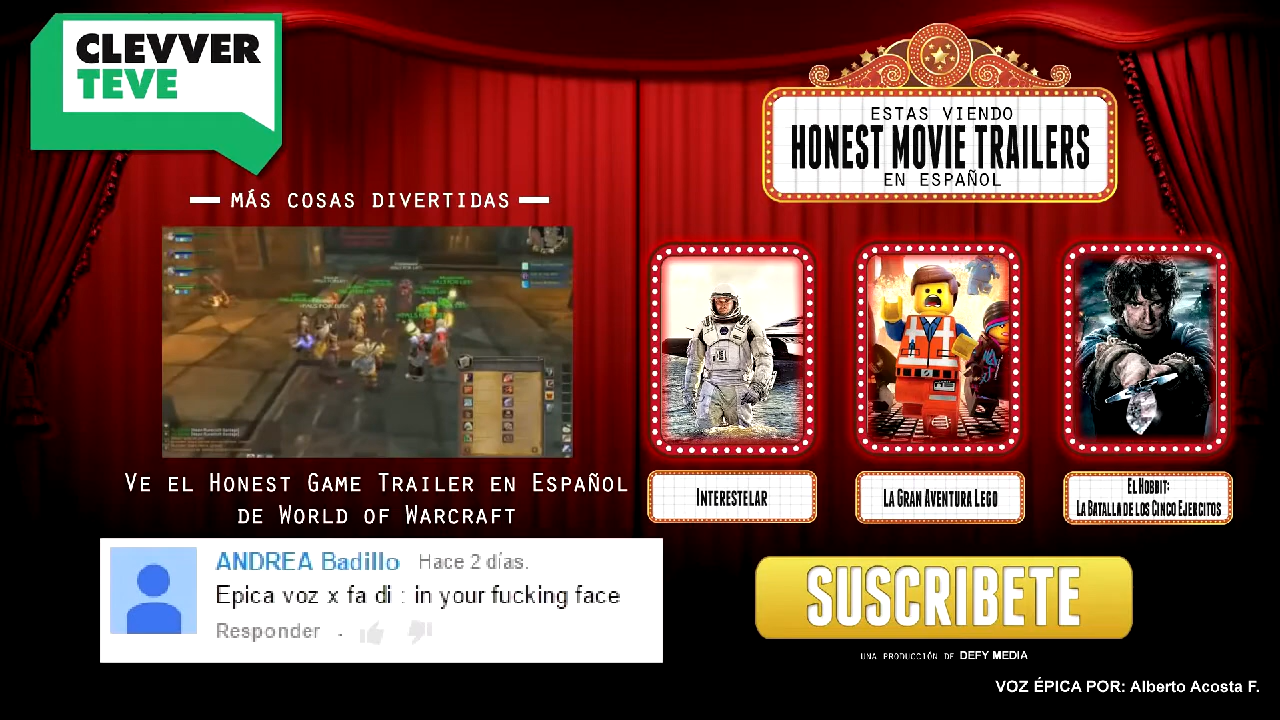 CLEVVER
TEVE
ESTAS VIENDO
HONEST MOVIE TRAILERS
EN ESPAÑOL
MÁS COSAS DIVERTIDAS
VE EL HONEST GAME TRAILER EN ESPAÑOL
DE WORLD OF WARCRAFT
INTERESTELAR
LA GRAN AVENTURA LEGO
EL HOBBIT:
LA BATALLA DE LOS CINCO EJERCITOS
ANDREA Badillo Hace 2 días.
Epica voz x fa di : in your fucking face
Responder .
SUSCRIBETE
UNA PRODUCCIÓN DE DEFY MEDIA
VOZ ÉPICA POR: Alberto Acosta F.